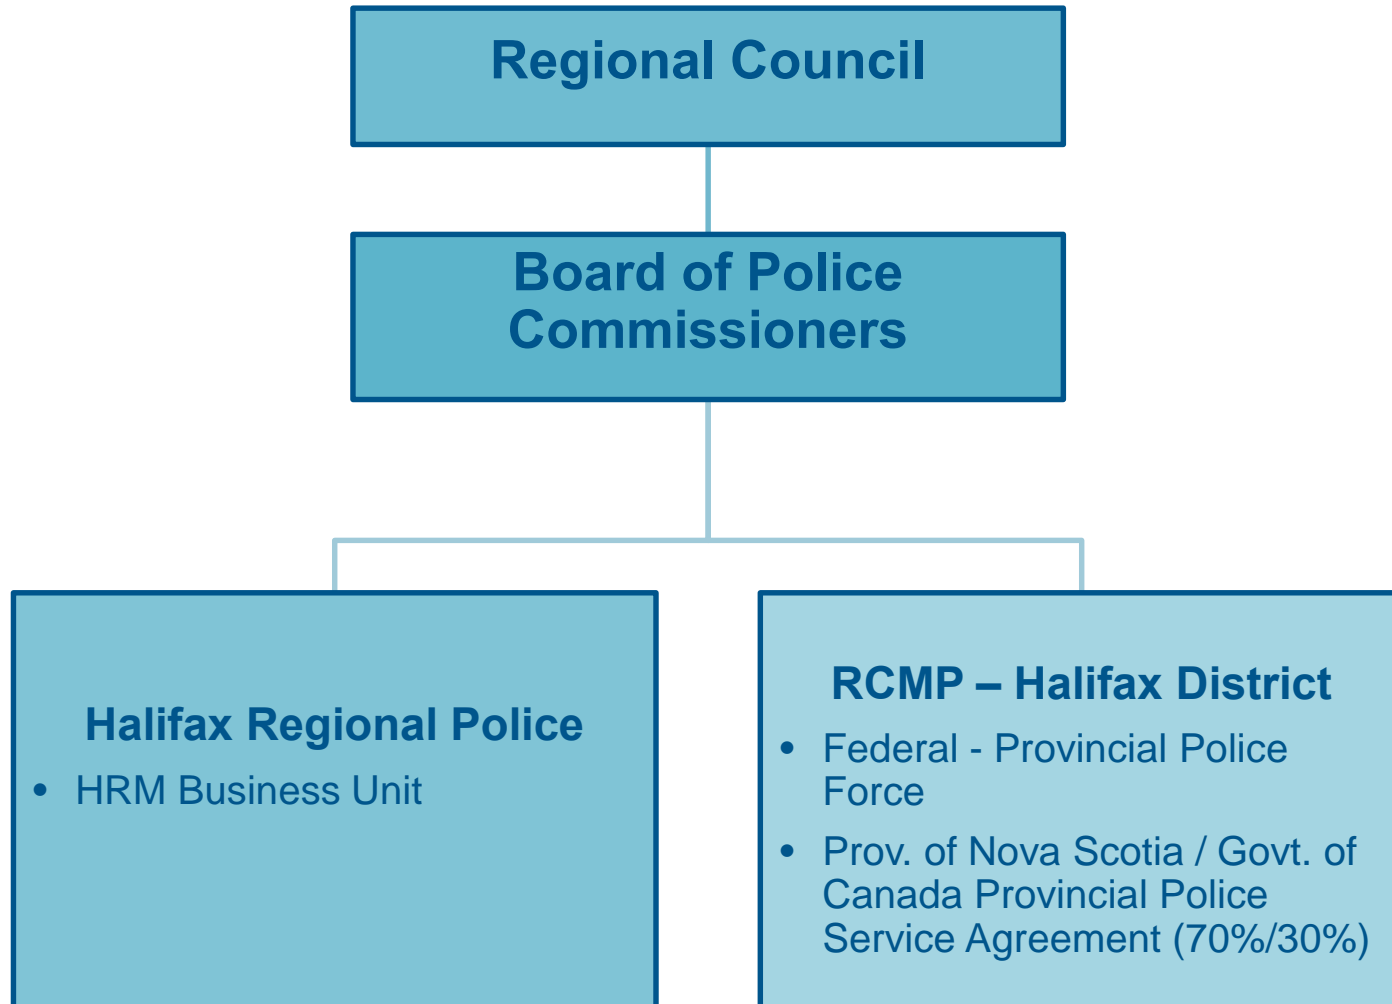 Regional Council
Board of Police
Commissioners
Halifax Regional Police
• HRM Business Unit
RCMP – Halifax District
• Federal - Provincial Police
Force
• Prov. of Nova Scotia / Govt. of
Canada Provincial Police
Service Agreement (70%/30%)